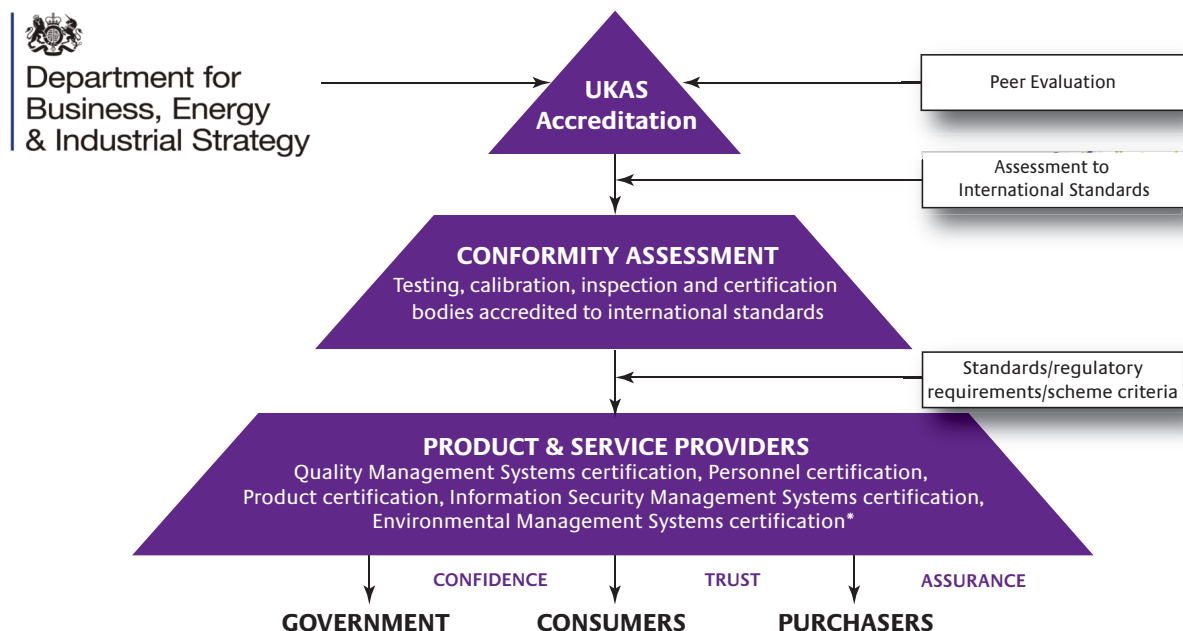 Department for
Business, Energy
& Industrial Strategy
UKAS
Accreditation
Peer Evaluation
Assessment to
International Standards
CONFORMITY ASSESSMENT
Testing, calibration, inspection and certification
bodies accredited to international standards
Standards/regulatory
requirements/scheme criteria
PRODUCT & SERVICE PROVIDERS
Quality Management Systems certification, Personnel certification,
Product certification, Information Security Management Systems certification,
Environmental Management Systems certification*
CONFIDENCE TRUST ASSURANCE
GOVERNMENT CONSUMERS PURCHASERS